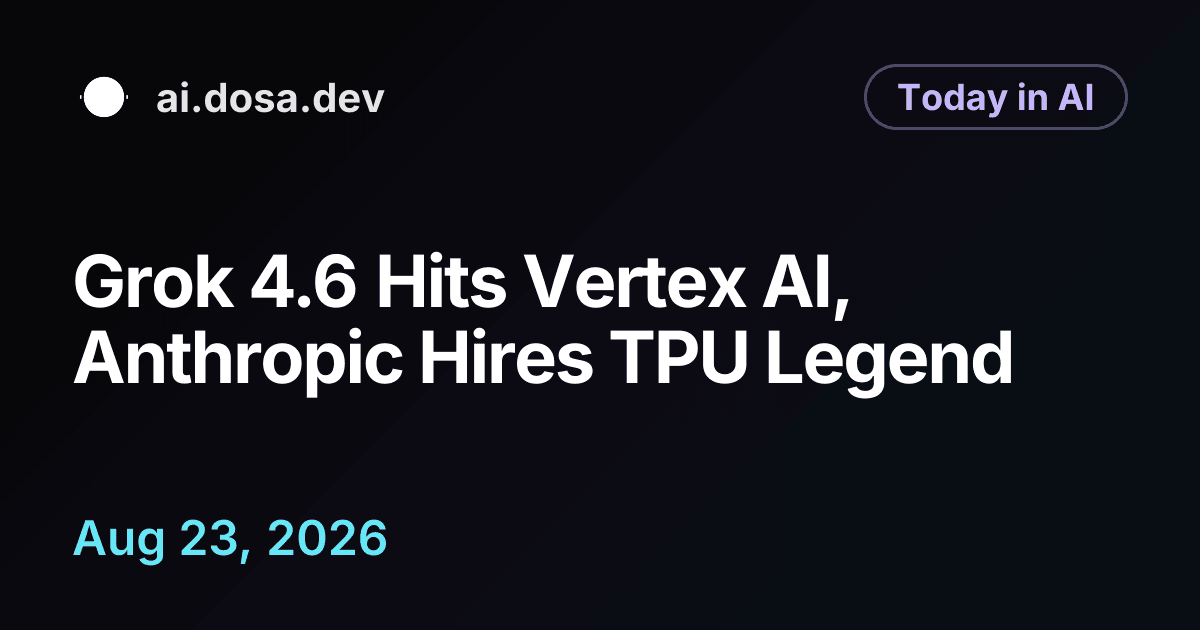 ai.dosa.dev
Today in AI
Grok 4.6 Hits Vertex AI,
Anthropic Hires TPU Legend
Aug 23, 2026